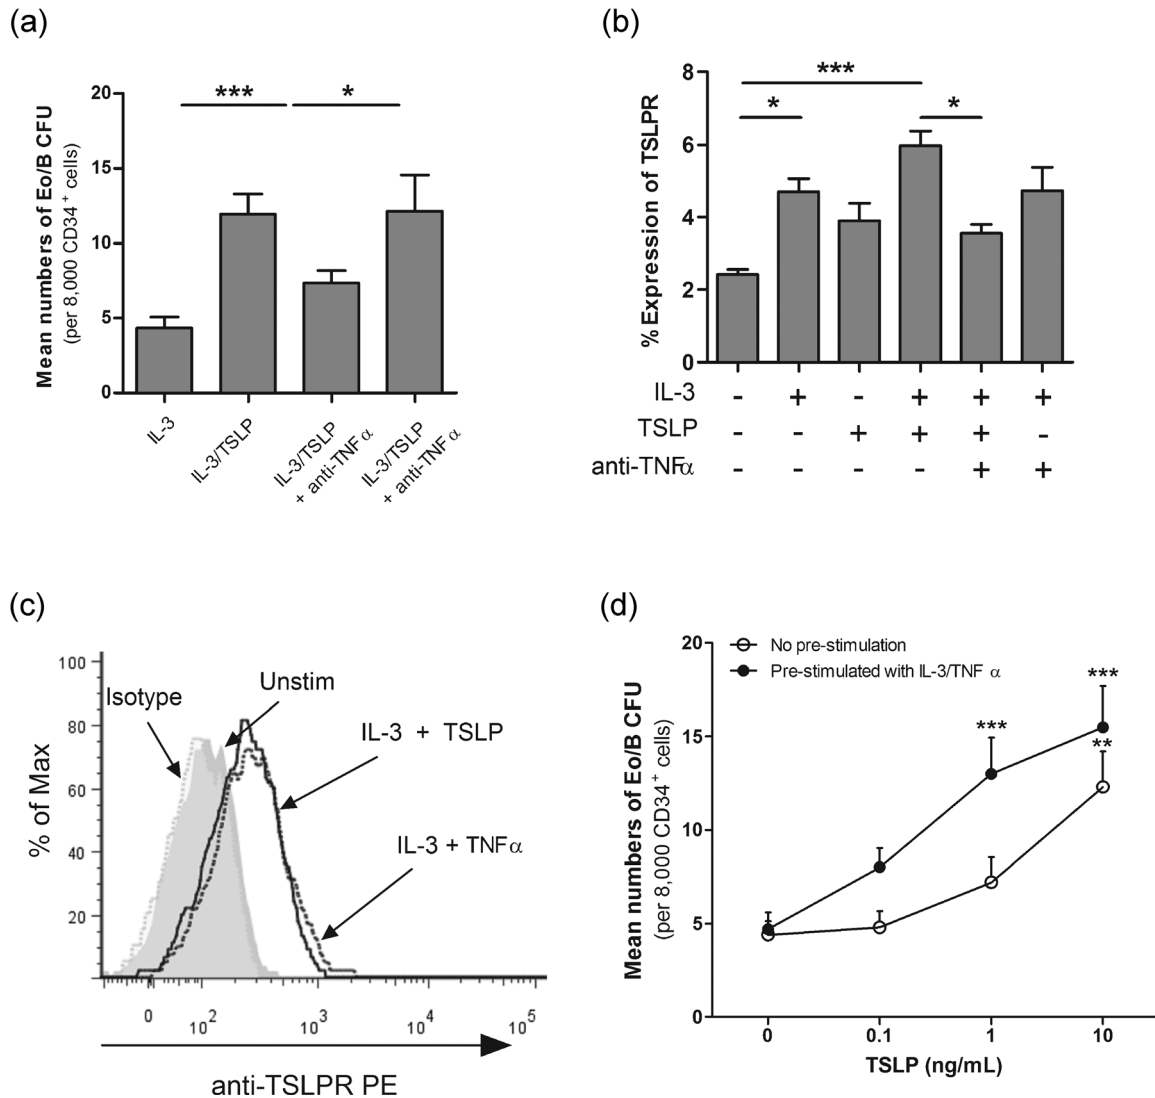 (a)
Mean numbers of Eo/B CFU
(per 8,000 CD34⁺ cells)
20
15
10
5
0
***
*
IL-3
IL-3/TSLP
IL-3/TSLP
+ anti-TNF α
IL-3/TSLP
+ anti-TNF α
(b)
% Expression of TSLPR
8
6
4
2
0
***
*
*
IL-3 - + - + + +
TSLP - - + + + -
anti-TNFα - - - - + +
(c)
% of Max
100
80
60
40
20
Isotype
Unstim
IL-3 + TSLP
IL-3 + TNFα
0 10² 10³ 10⁴ 10⁵
anti-TSLPR PE
(d)
Mean numbers of Eo/B CFU
(per 8,000 CD34⁺ cells)
20
15
10
5
0
No pre-stimulation
Pre-stimulated with IL-3/TNF α
***
***
**
0 0.1 1 10
TSLP (ng/mL)